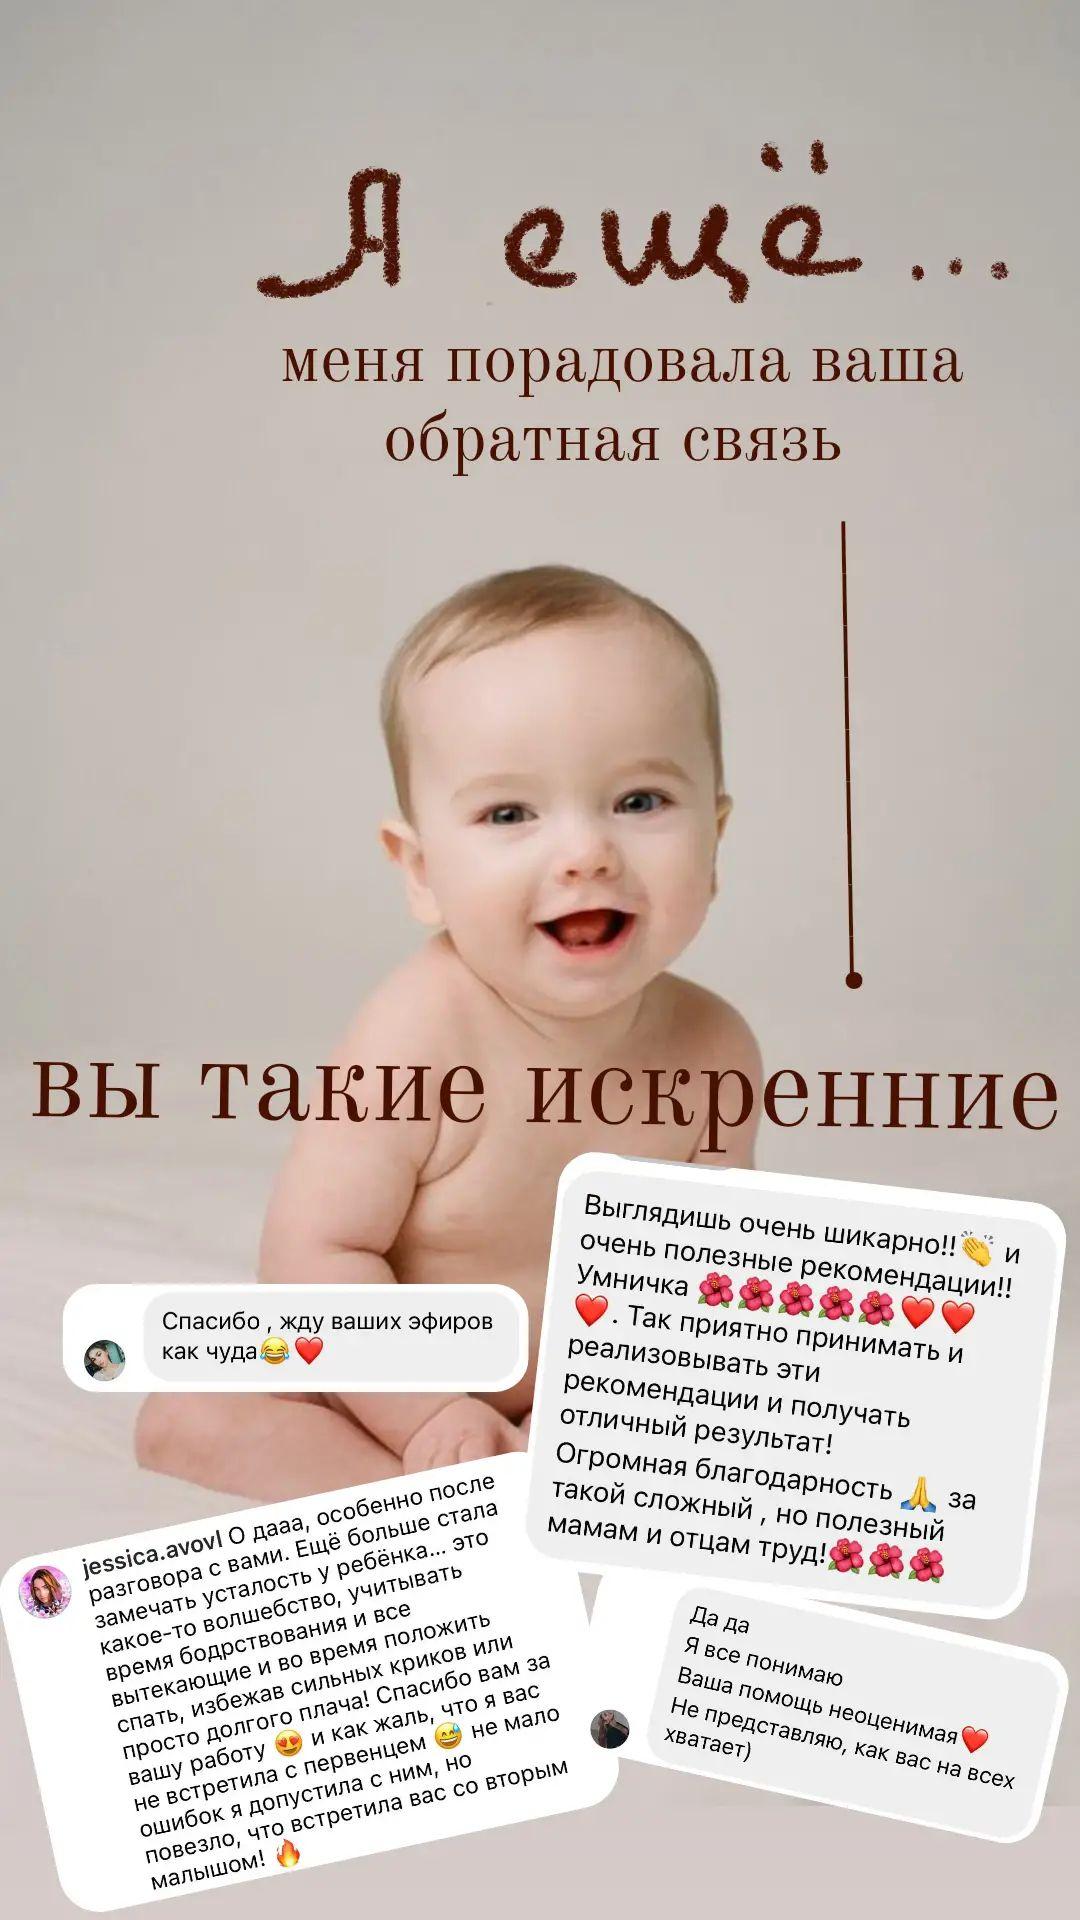 Я ещё...
меня порадовала ваша
обратная связь
вы такие искренние
Выглядишь очень шикарно!!👏 и
очень полезные рекомендации!!
Умничка 🌺🌺🌺🌺🌺❤️❤️
❤️. Так приятно принимать и
реализовывать эти
рекомендации и получать
отличный результат!
Огромная благодарность 🙏 за
такой сложный , но полезный
мамам и отцам труд!🌺🌺🌺
Спасибо , жду ваших эфиров
как чуда😂❤️
jessica.avovl О дааа, особенно после
разговора с вами. Ещё больше стала
замечать усталость у ребёнка... это
какое-то волшебство, учитывать
время бодрствования и все
вытекающие и во время положить
спать, избежав сильных криков или
просто долгого плача! Спасибо вам за
вашу работу 😍 и как жаль, что я вас
не встретила с первенцем 😅 не мало
ошибок я допустила с ним, но
повезло, что встретила вас со вторым
малышом! 🔥
Да да
Я все понимаю
Ваша помощь неоценимая❤️
Не представляю, как вас на всех
хватает)